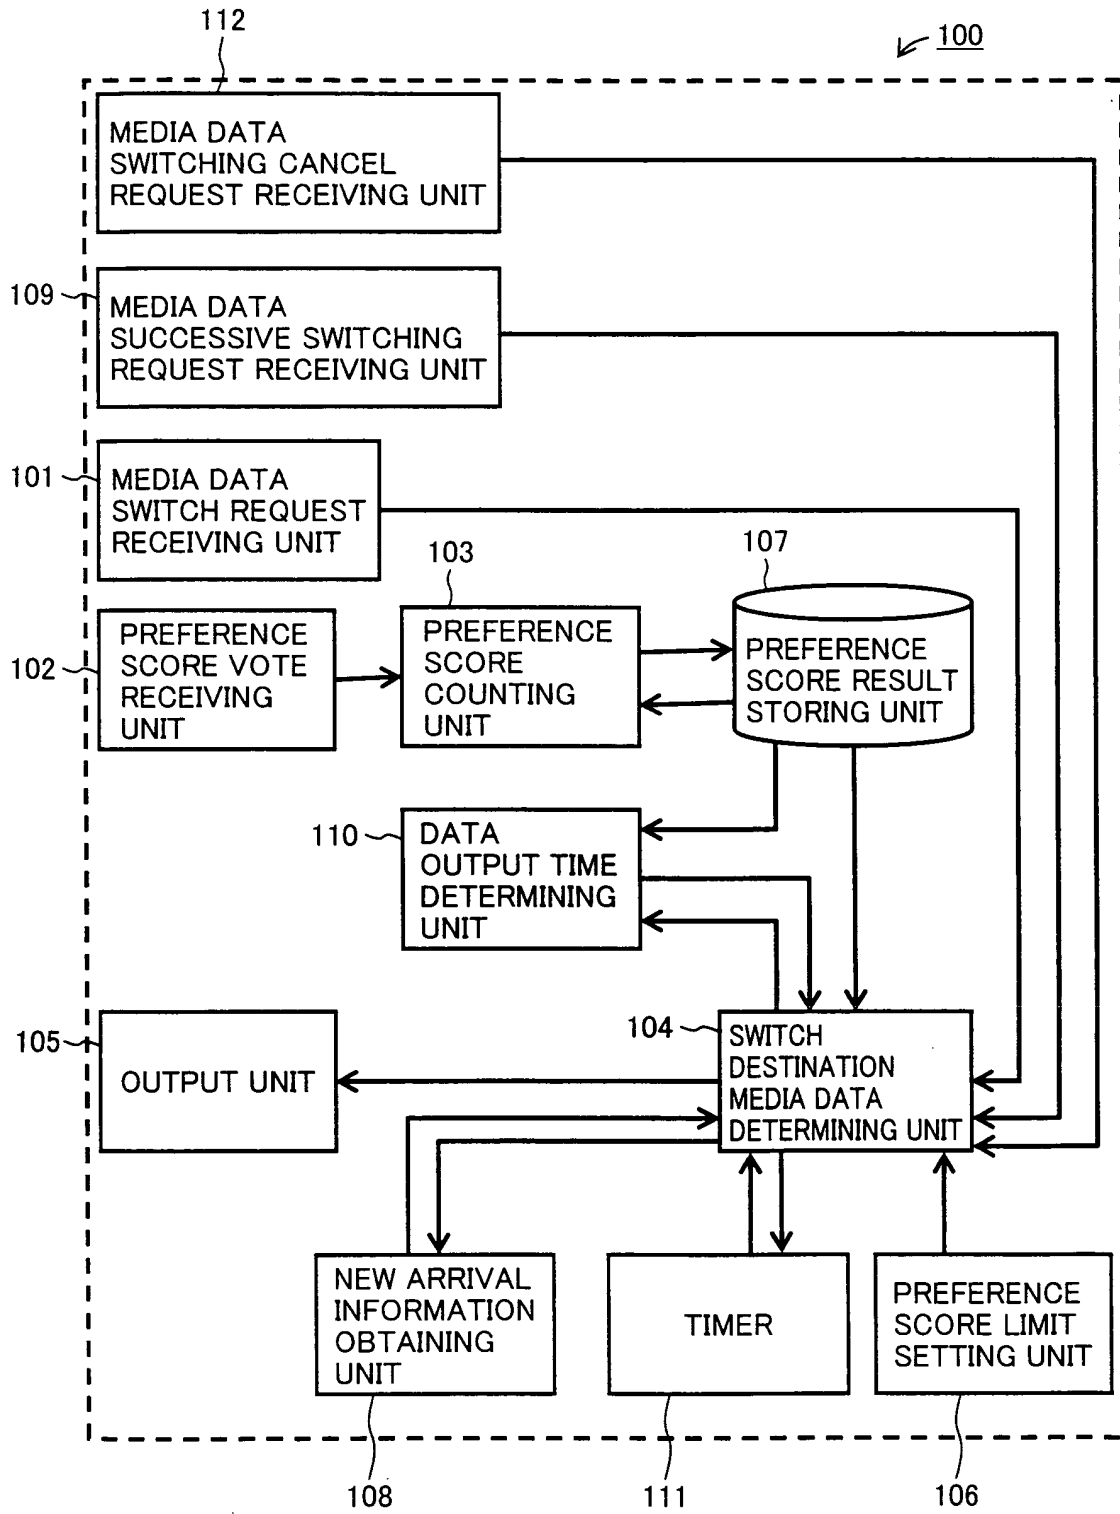 112
100
MEDIA DATA
SWITCHING CANCEL
REQUEST RECEIVING UNIT
109
MEDIA DATA
SUCCESSIVE SWITCHING
REQUEST RECEIVING UNIT
101
MEDIA DATA
SWITCH REQUEST
RECEIVING UNIT
103
107
102
PREFERENCE
SCORE VOTE
RECEIVING
UNIT
PREFERENCE
SCORE
COUNTING
UNIT
PREFERENCE
SCORE RESULT
STORING UNIT
110
DATA
OUTPUT TIME
DETERMINING
UNIT
105
OUTPUT UNIT
104
SWITCH
DESTINATION
MEDIA DATA
DETERMINING UNIT
NEW ARRIVAL
INFORMATION
OBTAINING
UNIT
TIMER
PREFERENCE
SCORE LIMIT
SETTING UNIT
108
111
106